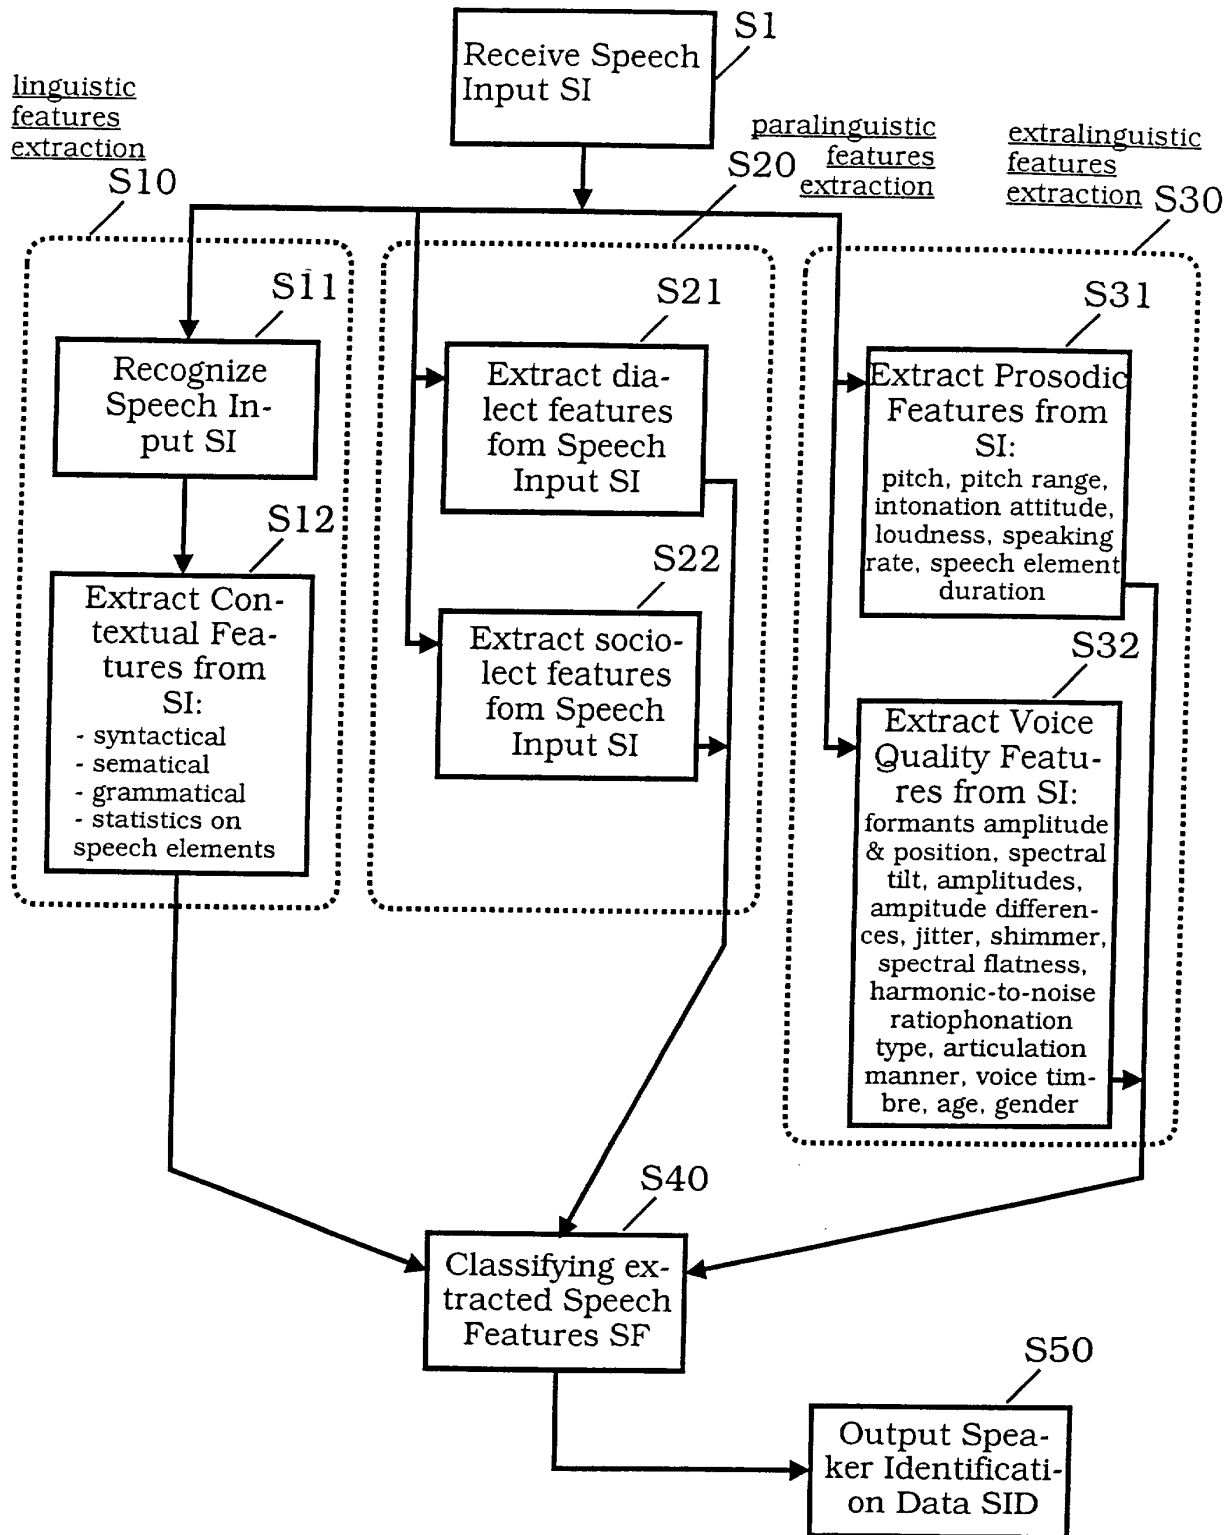 S1
Receive Speech
Input SI
linguistic
features
extraction
S10
paralinguistic
features
extraction
S20
extralinguistic
features
extraction
S30
S11
Recognize
Speech In-
put SI
S12
Extract Con-
textual Fea-
tures from
SI:
- syntactical
- sematical
- grammatical
- statistics on
speech elements
S21
Extract dia-
lect features
fom Speech
Input SI
S22
Extract socio-
lect features
fom Speech
Input SI
S31
Extract Prosodic
Features from
SI:
pitch, pitch range,
intonation attitude,
loudness, speaking
rate, speech element
duration
S32
Extract Voice
Quality Featu-
res from SI:
formants amplitude
& position, spectral
tilt, amplitudes,
ampitude differen-
ces, jitter, shimmer,
spectral flatness,
harmonic-to-noise
ratiophonation
type, articulation
manner, voice tim-
bre, age, gender
S40
Classifying ex-
tracted Speech
Features SF
S50
Output Spea-
ker Identificati-
on Data SID